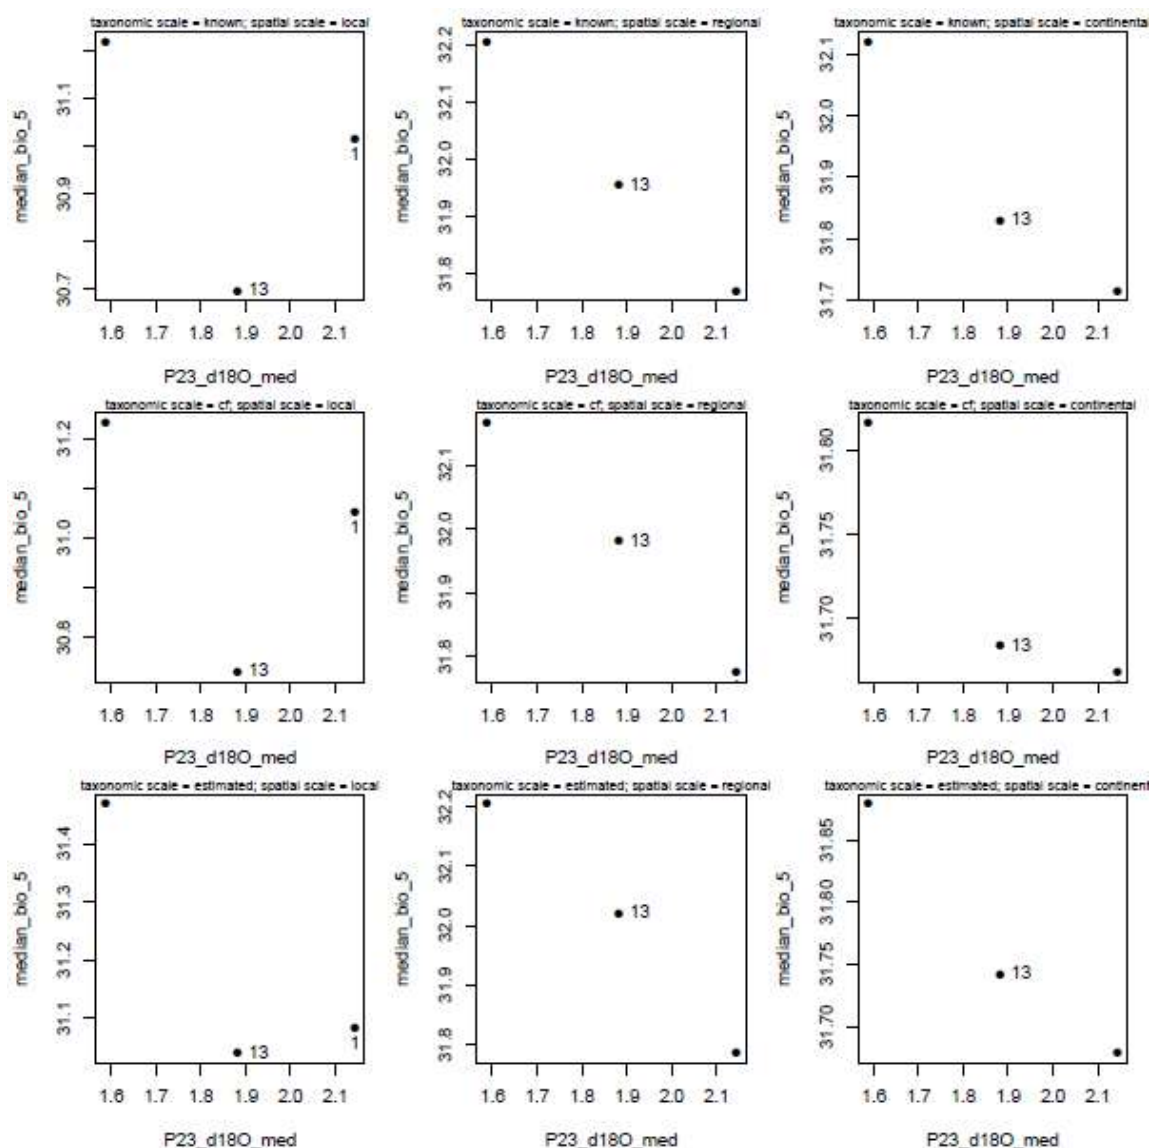 taxonomic scale = known; spatial scale = local
median_bio_5
31.1
30.9
30.7
1
13
1.6 1.7 1.8 1.9 2.0 2.1
P23_d18O_med
taxonomic scale = known; spatial scale = regional
median_bio_5
32.2
32.1
32.0
31.9
31.8
13
1.6 1.7 1.8 1.9 2.0 2.1
P23_d18O_med
taxonomic scale = known; spatial scale = continental
median_bio_5
32.1
32.0
31.9
31.8
31.7
13
1.6 1.7 1.8 1.9 2.0 2.1
P23_d18O_med
taxonomic scale = cf; spatial scale = local
median_bio_5
31.2
31.0
30.8
1
13
1.6 1.7 1.8 1.9 2.0 2.1
P23_d18O_med
taxonomic scale = cf; spatial scale = regional
median_bio_5
32.1
32.0
31.9
31.8
13
1.6 1.7 1.8 1.9 2.0 2.1
P23_d18O_med
taxonomic scale = cf; spatial scale = continental
median_bio_5
31.80
31.75
31.70
13
1.6 1.7 1.8 1.9 2.0 2.1
P23_d18O_med
taxonomic scale = estimated; spatial scale = local
median_bio_5
31.4
31.3
31.2
31.1
13
1
1.6 1.7 1.8 1.9 2.0 2.1
P23_d18O_med
taxonomic scale = estimated; spatial scale = regional
median_bio_5
32.2
32.1
32.0
31.9
31.8
13
1.6 1.7 1.8 1.9 2.0 2.1
P23_d18O_med
taxonomic scale = estimated; spatial scale = continent
median_bio_5
31.85
31.80
31.75
31.70
13
1.6 1.7 1.8 1.9 2.0 2.1
P23_d18O_med